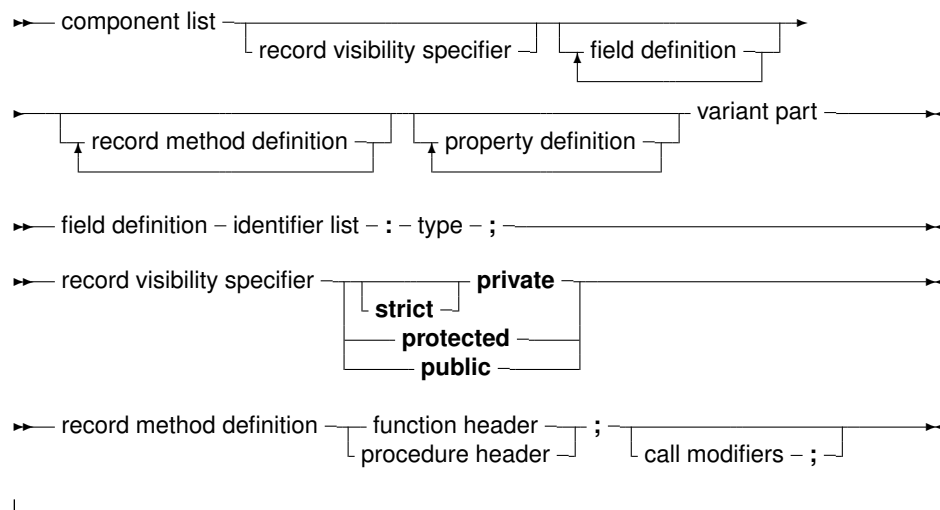 component list
record visibility specifier field definition
variant part
record method definition property definition
field definition identifier list : type ;
record visibility specifier private
strict
protected
public
record method definition function header ;
procedure header call modifiers ;